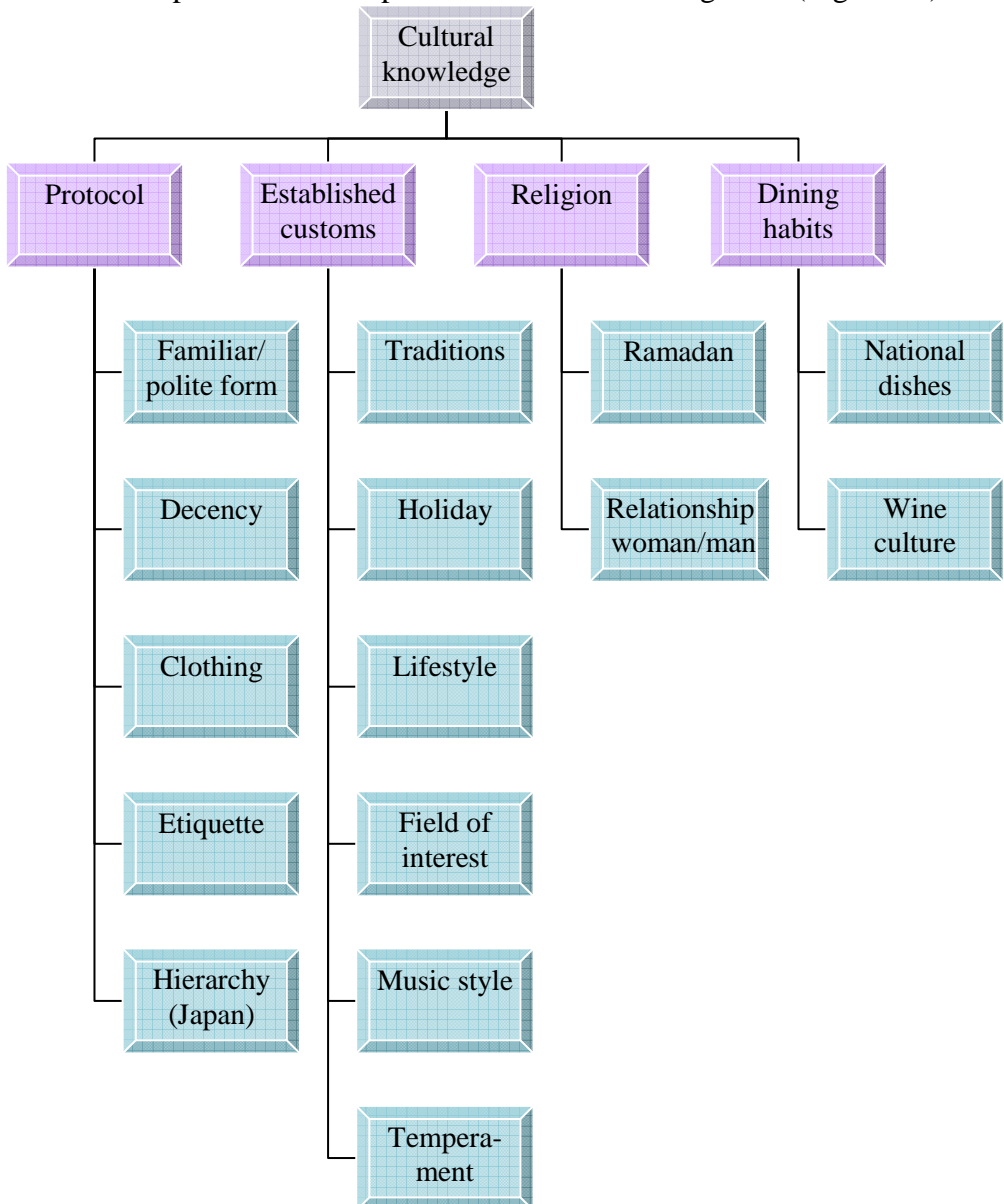 Cultural
knowledge
Protocol
Established
customs
Religion
Dining
habits
Familiar/
polite form
Decency
Clothing
Etiquette
Hierarchy
(Japan)
Traditions
Holiday
Lifestyle
Field of
interest
Music style
Tempera-
ment
Ramadan
Relationship
woman/man
National
dishes
Wine
culture